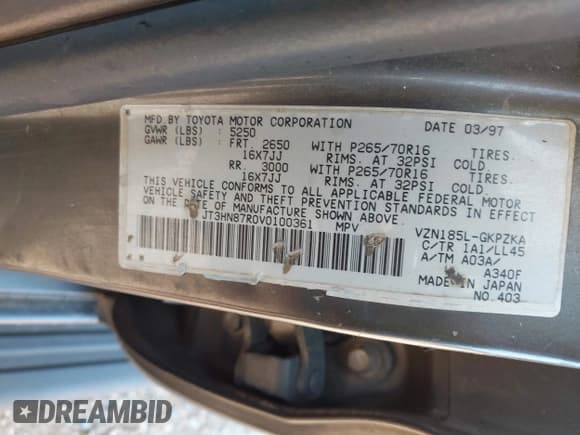 MFD BY TOYOTA MOTOR CORPORATION DATE 03/97
GVWR (LBS) : 5250
GAWR (LBS) : FRT. 2650 WITH P265/70R16 TIRES.
16X7JJ RIMS. AT 32PSI COLD.
RR 3000 WITH P265/70R16 TIRES.
16X7JJ RIMS. AT 32PSI COLD.
THIS VEHICLE CONFORMS TO ALL APPLICABLE FEDERAL MOTOR
VEHICLE SAFETY AND THEFT PREVENTION STANDARDS IN EFFECT
ON THE DATE OF MANUFACTURE SHOWN ABOVE.
JT3HN87R0V0100361 MPV VZN185L-GKPZKA
C/TR 1A1/LL45
A/TM A03A/
A340F
MADE IN JAPAN
NO.403
DREAMBID